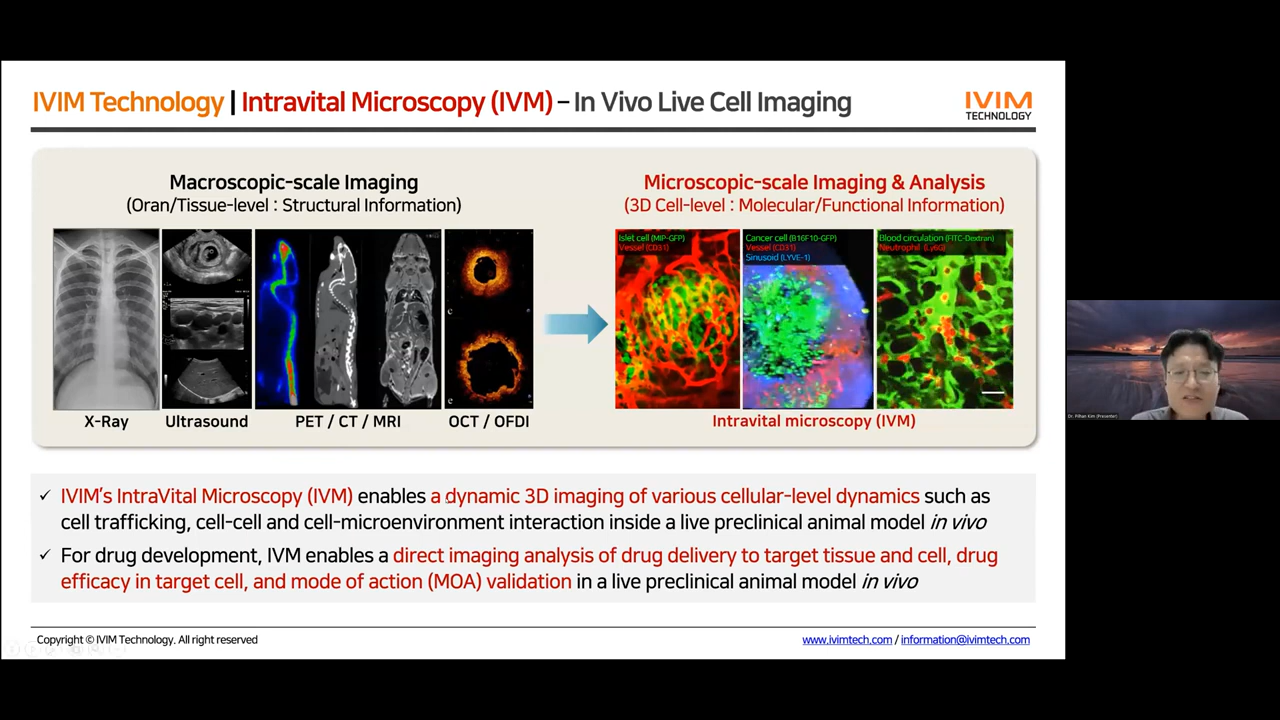 IVIM Technology | Intravital Microscopy (IVM) – In Vivo Live Cell Imaging
IVIM
TECHNOLOGY
Macroscopic-scale Imaging
(Oran/Tissue-level : Structural Information)
X-Ray
Ultrasound
PET / CT / MRI
OCT / OFDI
Microscopic-scale Imaging & Analysis
(3D Cell-level : Molecular/Functional Information)
Islet cell (MIP-GFP)
Vessel (CD31)
Cancer cell (B16F10-GFP)
Vessel (CD31)
Sinusoid (LYVE-1)
Blood circulation (FITC-Dextran)
Neutrophil (Ly6G)
Intravital microscopy (IVM)
✓ IVIM's IntraVital Microscopy (IVM) enables a dynamic 3D imaging of various cellular-level dynamics such as
cell trafficking, cell-cell and cell-microenvironment interaction inside a live preclinical animal model in vivo
✓ For drug development, IVM enables a direct imaging analysis of drug delivery to target tissue and cell, drug
efficacy in target cell, and mode of action (MOA) validation in a live preclinical animal model in vivo
Copyright © IVIM Technology. All right reserved
www.ivimtech.com / information@ivimtech.com
Dr. Pilhan Kim (Presenter)